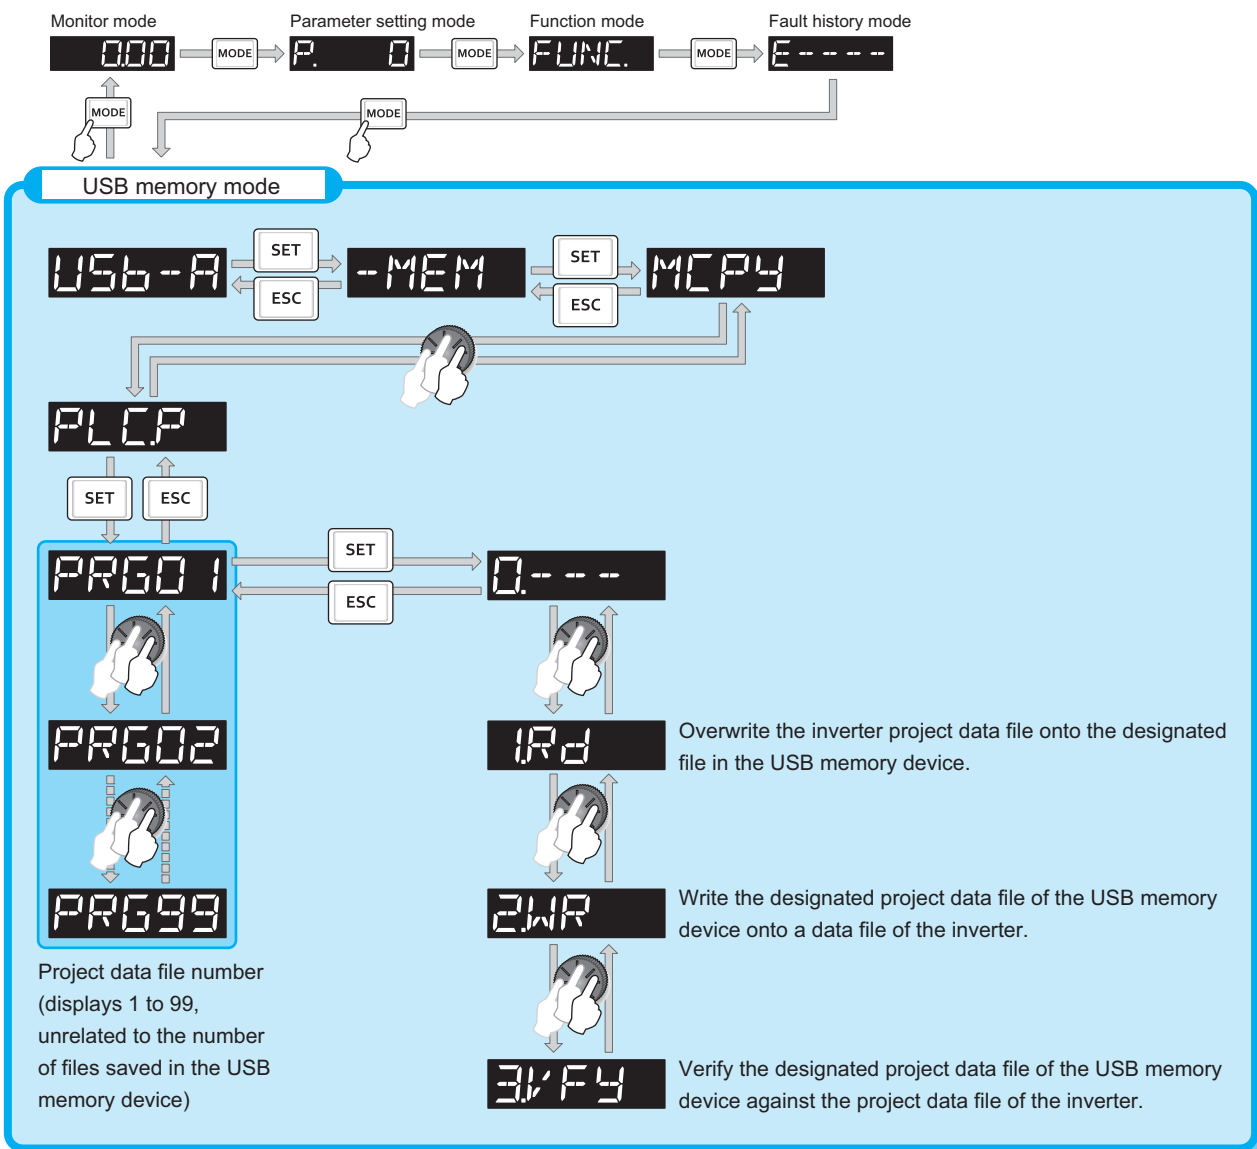 Monitor mode Parameter setting mode Function mode Fault history mode
0.00 MODE P. 0 MODE FUNC. MODE E----
MODE MODE
USB memory mode
USb-A SET ESC -MEM SET ESC MCPY
PLC.P
SET ESC
PRG01 SET ESC 0.---
PRG02 1.Rd Overwrite the inverter project data file onto the designated
file in the USB memory device.
PRG99 2.WR Write the designated project data file of the USB memory
device onto a data file of the inverter.
Project data file number
(displays 1 to 99,
unrelated to the number
of files saved in the USB
memory device)
3.VFY Verify the designated project data file of the USB memory
device against the project data file of the inverter.